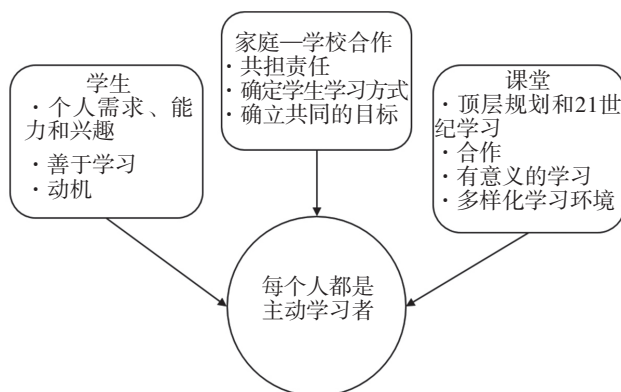 学生
· 个人需求、能
力和兴趣
· 善于学习
· 动机
家庭—学校合作
· 共担责任
· 确定学生学习方式
· 确立共同的目标
课堂
· 顶层规划和21世
纪学习
· 合作
· 有意义的学习
· 多样化学习环境
每个人都是
主动学习者